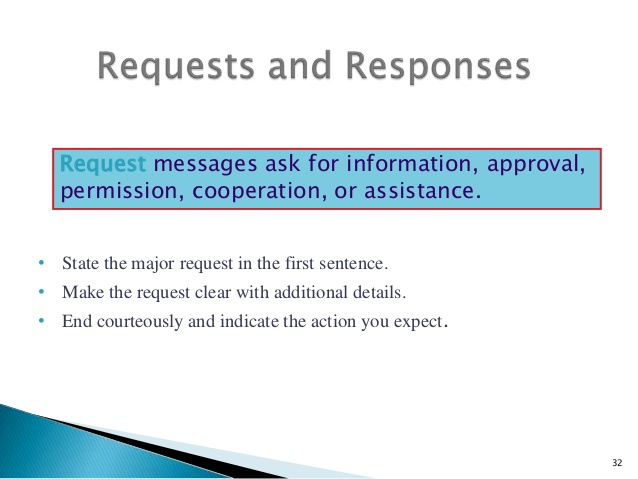 Requests and Responses
Request messages ask for information, approval,
permission, cooperation, or assistance.
• State the major request in the first sentence.
• Make the request clear with additional details.
• End courteously and indicate the action you expect.
32